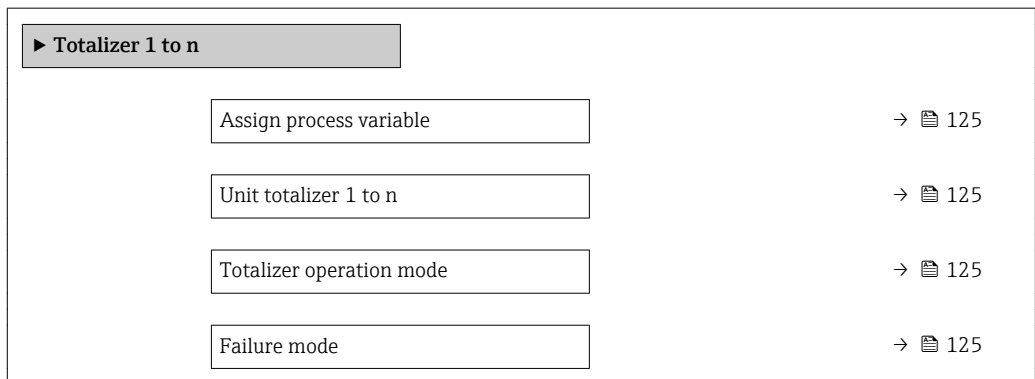 ▶ Totalizer 1 to n
Assign process variable → 125
Unit totalizer 1 to n → 125
Totalizer operation mode → 125
Failure mode → 125